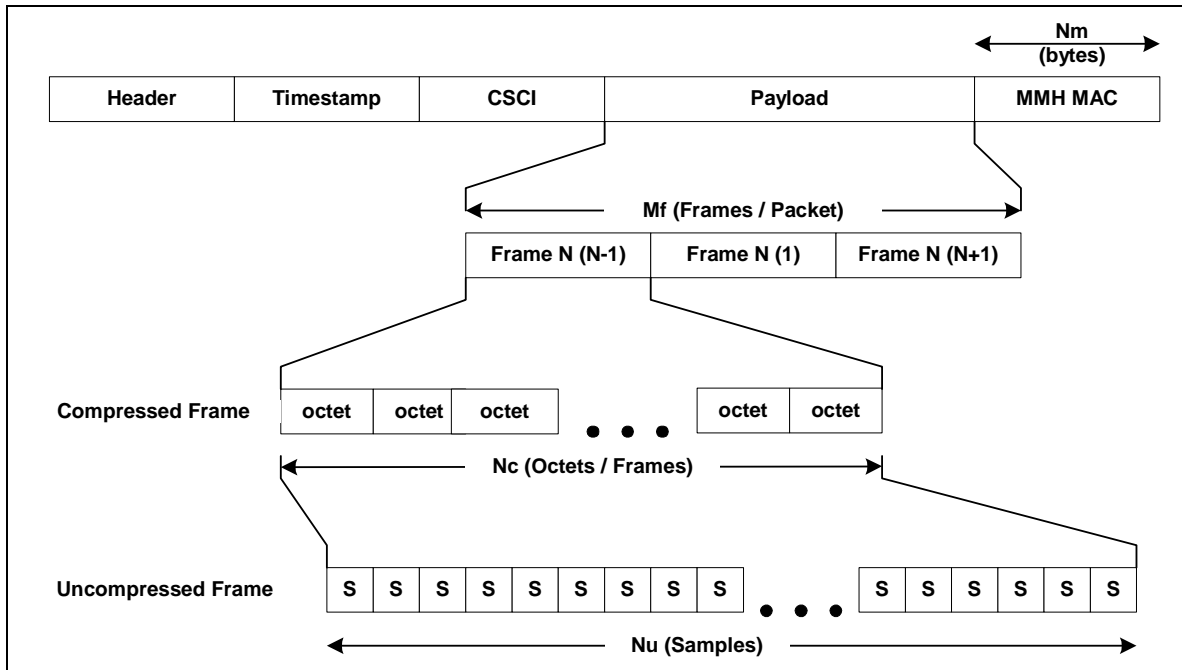 Nm
(bytes)
Header Timestamp CSCI Payload MMH MAC
Mf (Frames / Packet)
Frame N (N-1) Frame N (1) Frame N (N+1)
Compressed Frame octet octet octet octet octet
Nc (Octets / Frames)
Uncompressed Frame S S S S S S S S S S S S S S S
Nu (Samples)